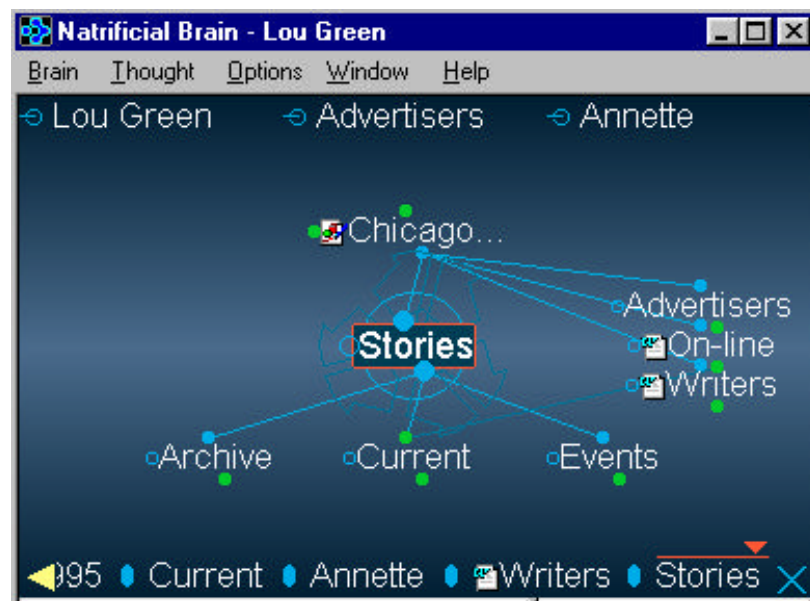 Natrificial Brain - Lou Green
Brain Thought Options Window Help
Lou Green Advertisers Annette
Chicago...
Advertisers
Stories
On-line
Writers
Archive Current Events
995 Current Annette Writers Stories